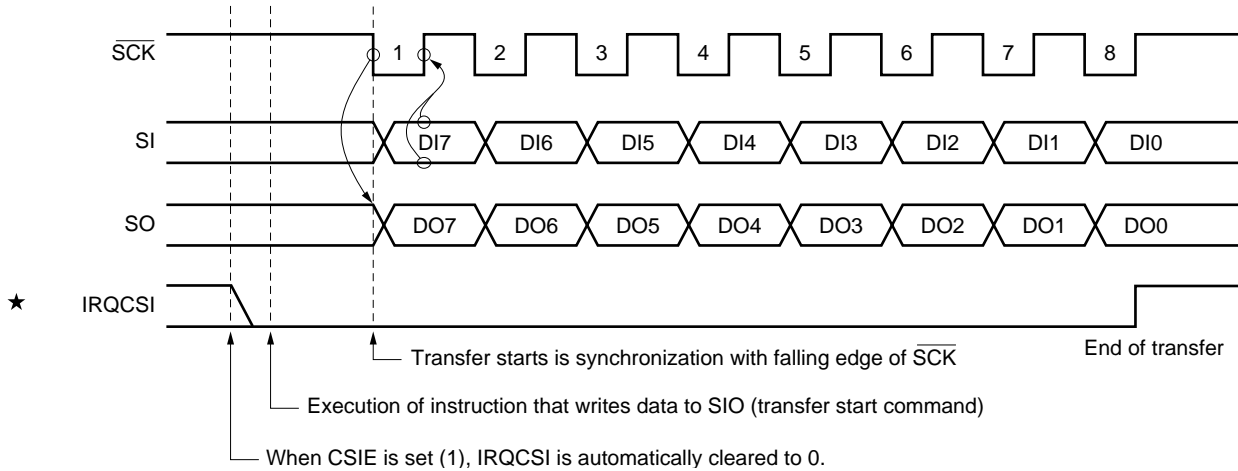 SCK 1 2 3 4 5 6 7 8
SI DI7 DI6 DI5 DI4 DI3 DI2 DI1 DI0
SO DO7 DO6 DO5 DO4 DO3 DO2 DO1 DO0
★ IRQCSI
Transfer starts is synchronization with falling edge of SCK
End of transfer
Execution of instruction that writes data to SIO (transfer start command)
When CSIE is set (1), IRQCSI is automatically cleared to 0.